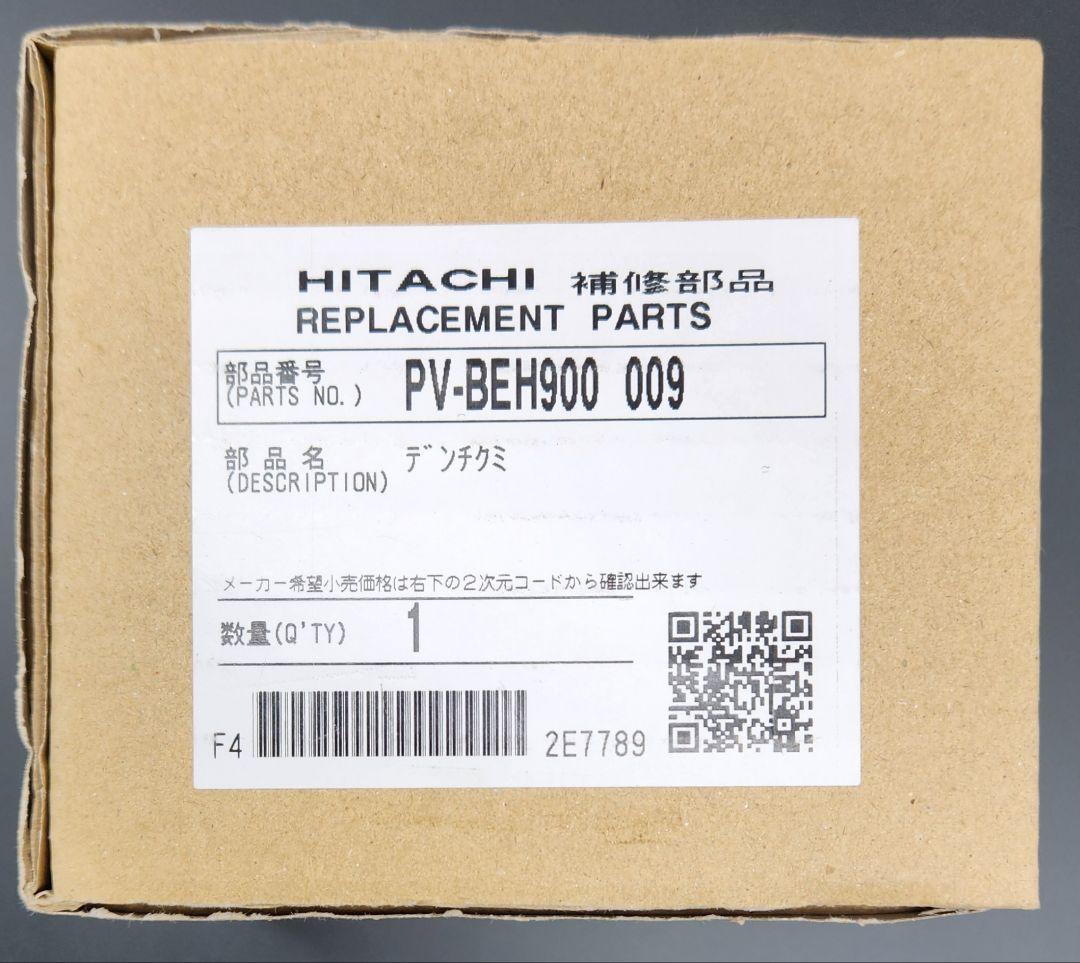 HITACHI 補修部品
REPLACEMENT PARTS
部品番号
(PARTS NO.) PV-BEH900 009
部品名 デンチクミ
(DESCRIPTION)
メーカー希望小売価格は右下の2次元コードから確認出来ます
数量(Q'TY) 1
F4 2E7789